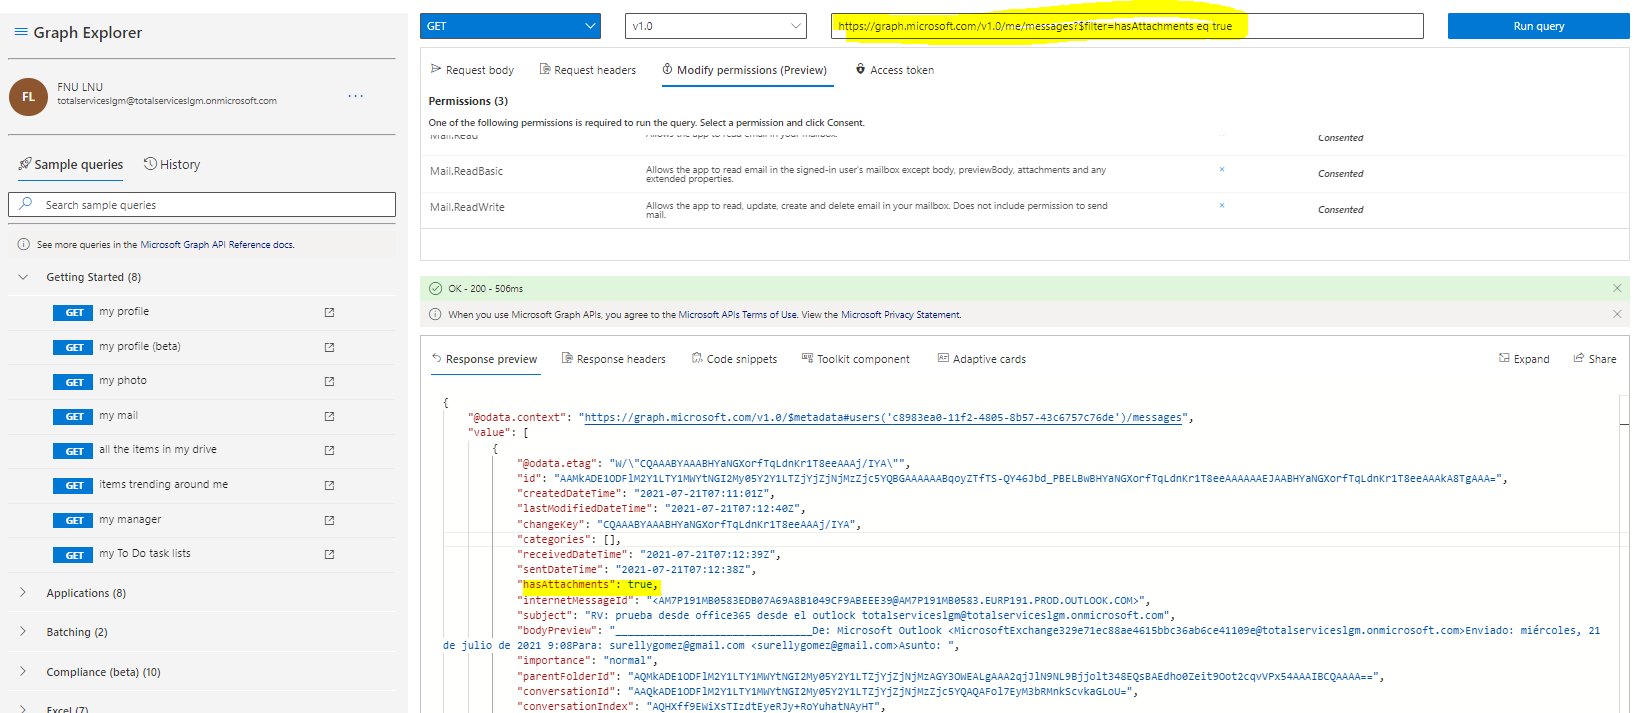 Graph Explorer
FL
FNU LNU
totalserviceslgm@totalserviceslgm.onmicrosoft.com
...
Sample queries
History
Search sample queries
See more queries in the Microsoft Graph API Reference docs.
Getting Started (8)
GET my profile
GET my profile (beta)
GET my photo
GET my mail
GET all the items in my drive
GET items trending around me
GET my manager
GET my To Do task lists
Applications (8)
Batching (2)
Compliance (beta) (10)
Excel (7)
GET
v1.0
https://graph.microsoft.com/v1.0/me/messages?$filter=hasAttachments eq true
Run query
Request body
Request headers
Modify permissions (Preview)
Access token
Permissions (3)
One of the following permissions is required to run the query. Select a permission and click Consent.
Mail.Read Allows the app to read email in your mailbox. Consented
Mail.ReadBasic Allows the app to read email in the signed-in user's mailbox except body, previewBody, attachments and any
extended properties. Consented
Mail.ReadWrite Allows the app to read, update, create and delete email in your mailbox. Does not include permission to send
mail. Consented
OK - 200 - 506ms
When you use Microsoft Graph APIs, you agree to the Microsoft APIs Terms of Use. View the Microsoft Privacy Statement.
Response preview
Response headers
Code snippets
Toolkit component
Adaptive cards
Expand
Share
{
"@odata.context": "https://graph.microsoft.com/v1.0/$metadata#users('c8983ea0-11f2-4805-8b57-43c6757c76de')/messages",
"value": [
{
"@odata.etag": "W/\"CQAAABYAAABHYaNGXorfTqLdnKr1T8eeAAAj/IYA\"",
"id":
"createdDateTime": "2021-07-21T07:11:01Z",
"lastModifiedDateTime": "2021-07-21T07:12:40Z",
"changeKey": "CQAAABYAAABHYaNGXorfTqLdnKr1T8eeAAAj/IYA",
"categories": [],
"receivedDateTime": "2021-07-21T07:12:39Z",
"sentDateTime": "2021-07-21T07:12:38Z",
"hasAttachments": true,
"internetMessageId": "<AM7P191MB0583EDB07A69A8B1049CF9ABEEE39@AM7P191MB0583.EURP191.PROD.OUTLOOK.COM>",
"subject": "RV: prueba desde office365 desde el outlock totalserviceslgm@totalserviceslgm.onmicrosoft.com",
"bodyPreview": "________________________________De: Microsoft Outlook <MicrosoftExchange329e71ec88ae4615bbc36ab6ce41109e@totalserviceslgm.onmicrosoft.com>Enviado: miércoles, 21
de julio de 2021 9:08Para: surellygomez@gmail.com <surellygomez@gmail.com>Asunto: ",
"importance": "normal",
"parentFolderId":
"conversationId":
"conversationIndex": "AQHXff9EWiXsTIzdtEyeRJy+RoYuhatNAyHT",